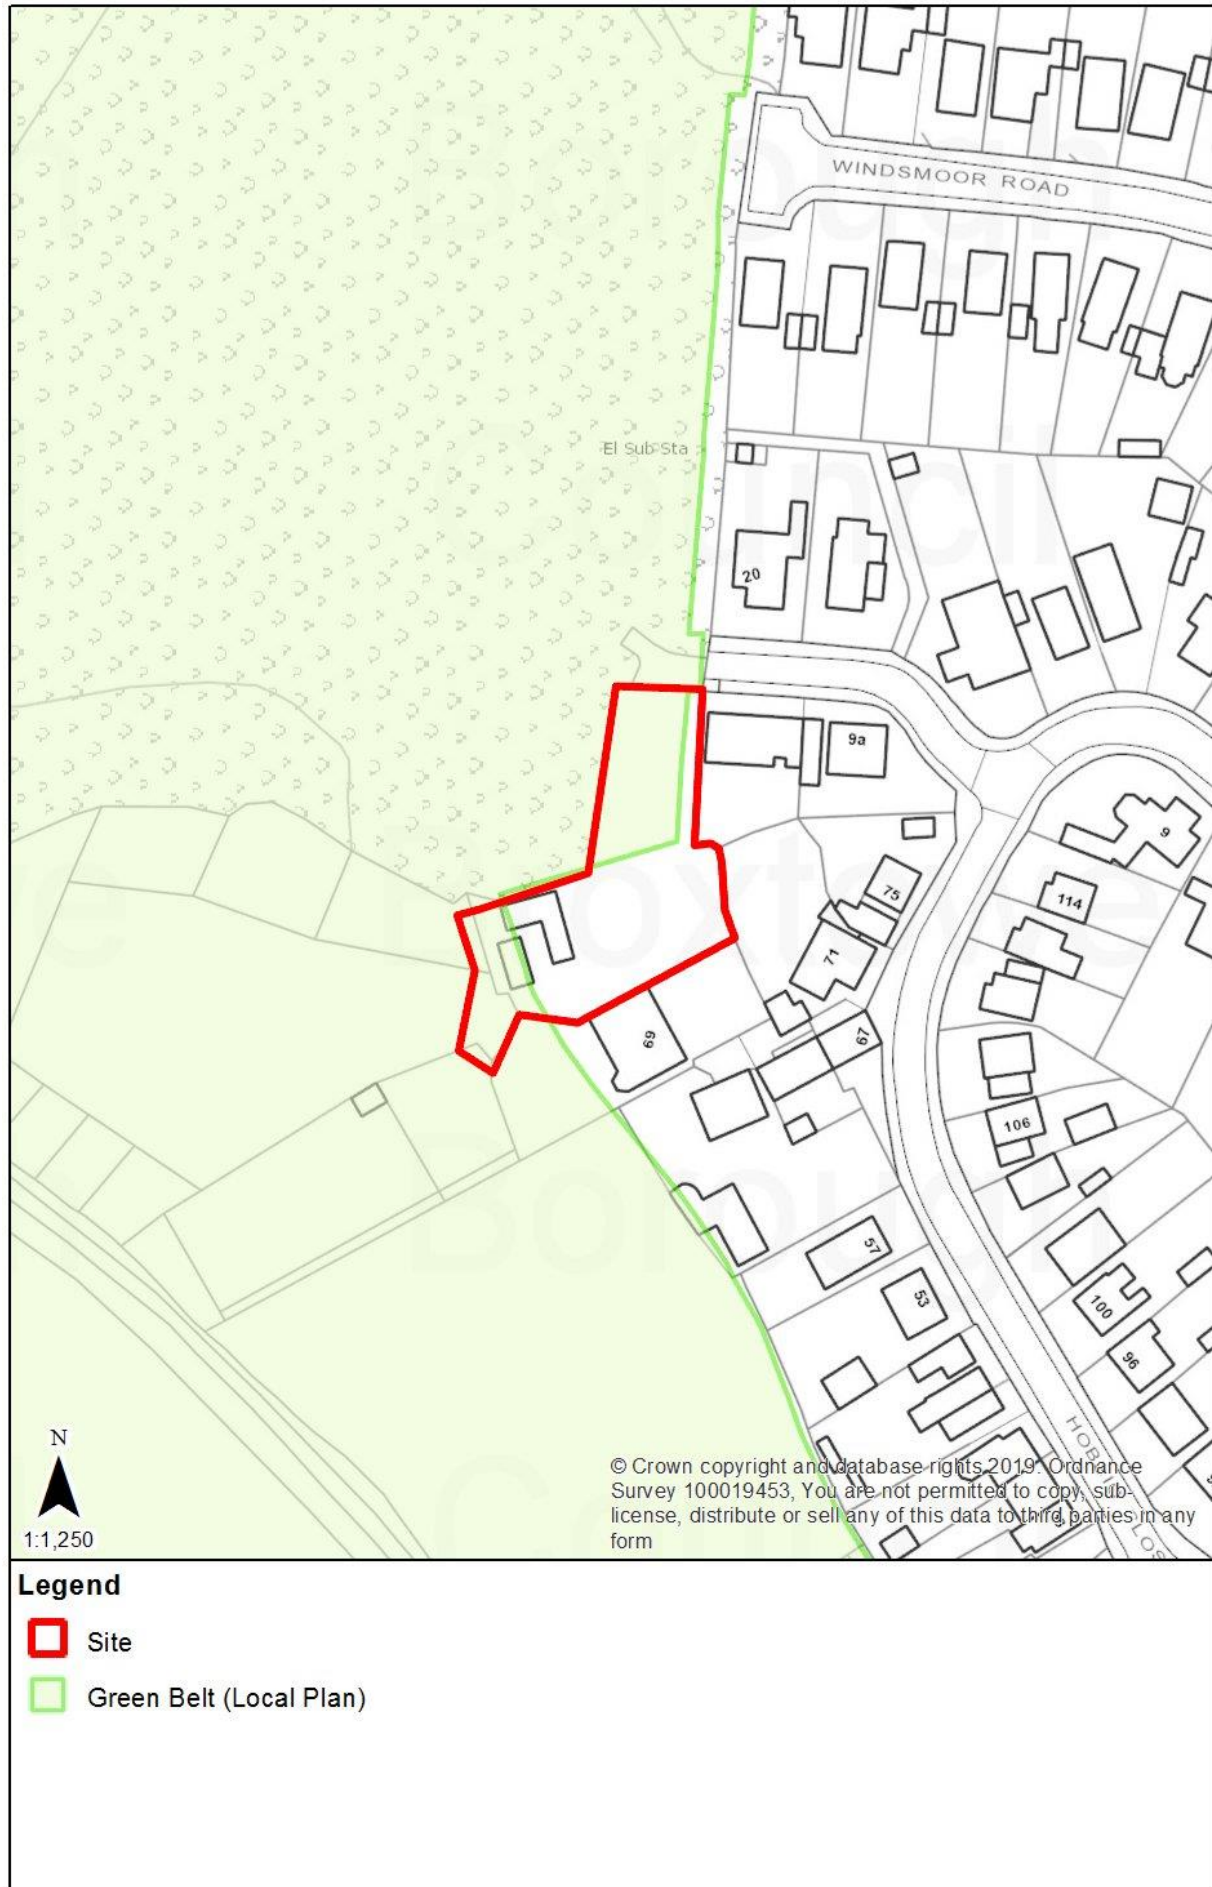 WINDSMOOR ROAD
El Sub Sta
20
9a
9
75
114
71
69
67
106
57
53
100
96
N
1:1,250
© Crown copyright and database rights 2019. Ordnance
Survey 100019453, You are not permitted to copy, sub-
license, distribute or sell any of this data to third parties in any
form
Legend
Site
Green Belt (Local Plan)
Broxtowe
Borough
Council